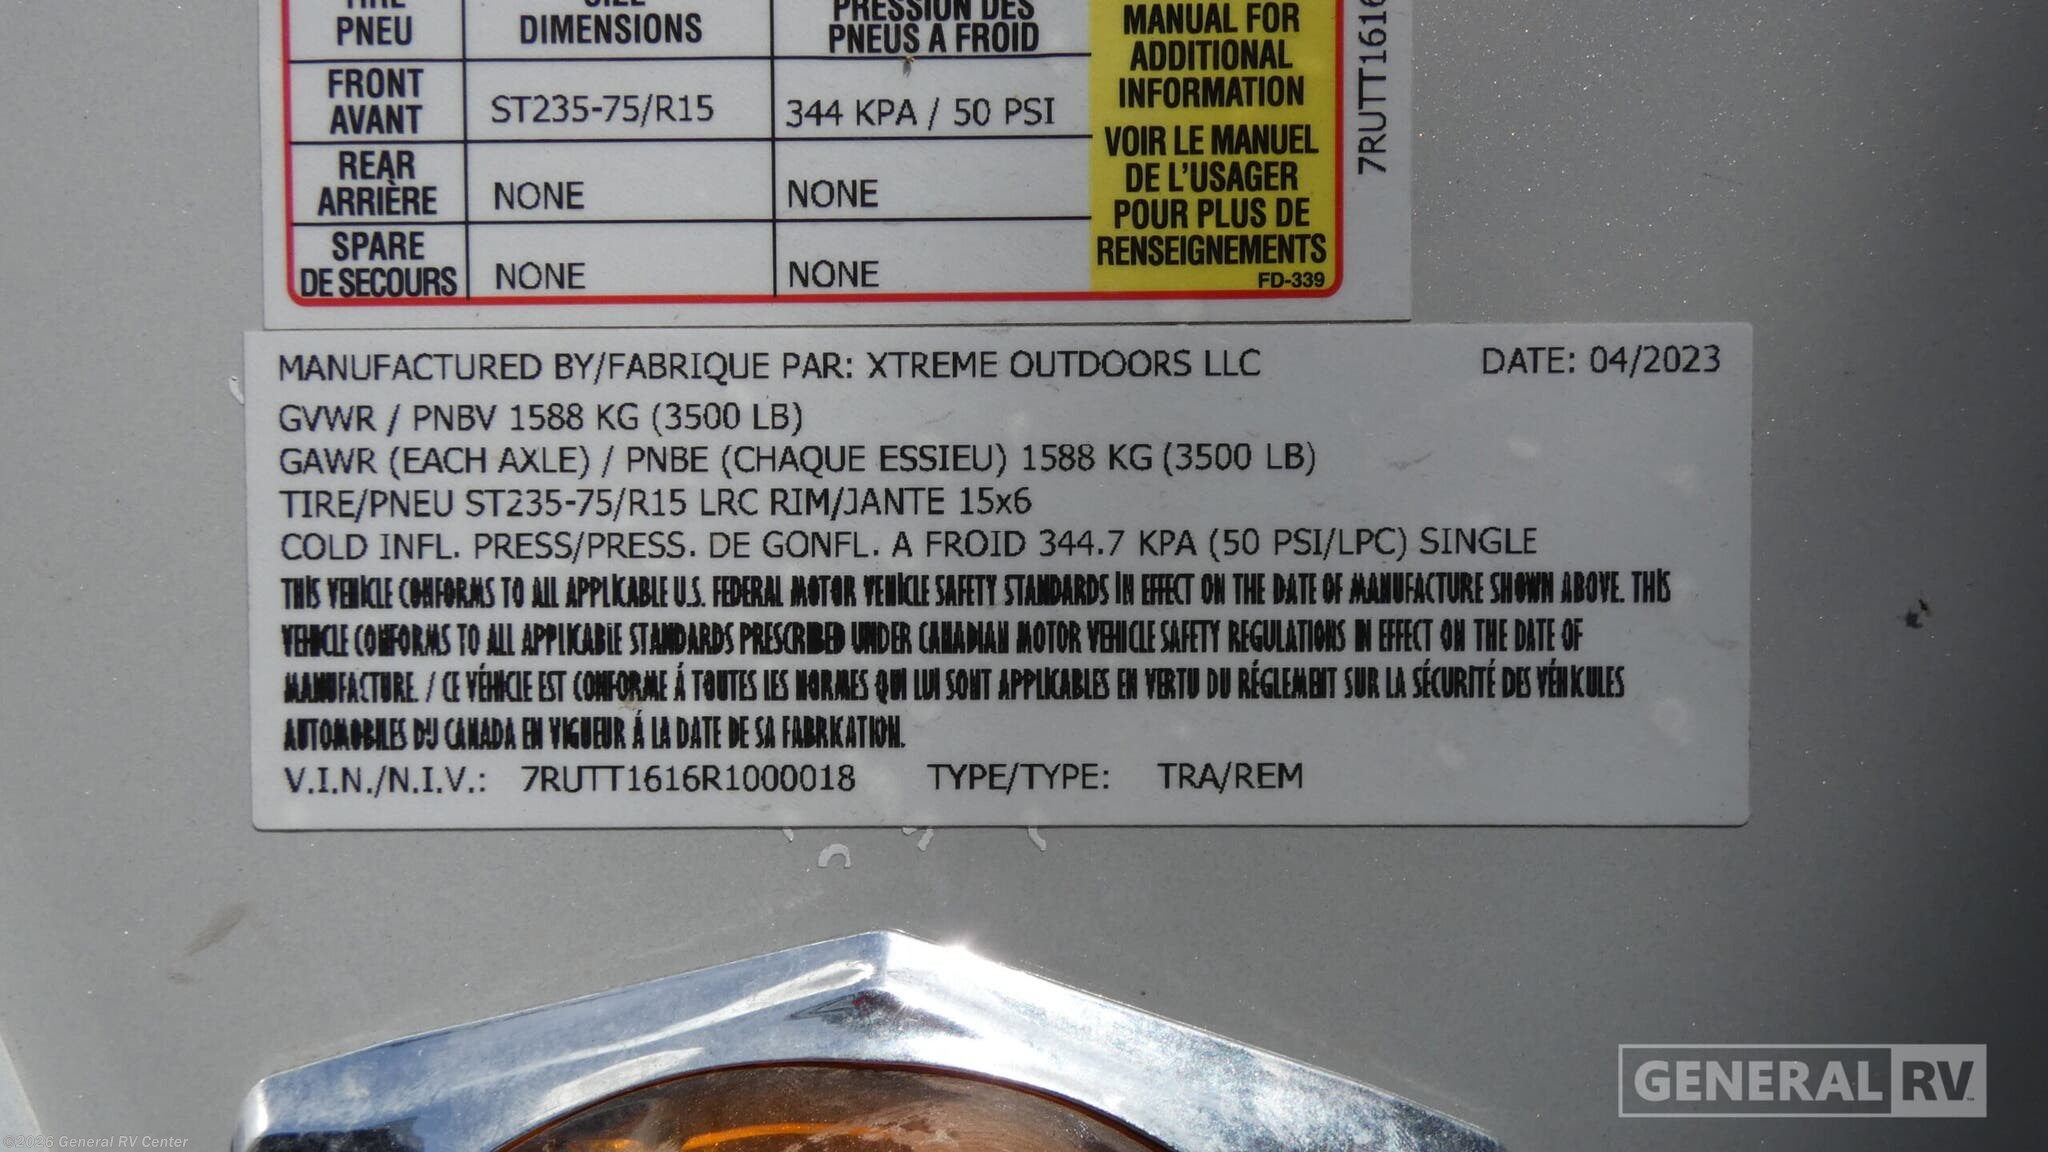 TIRE SIZE PRESSION DES MANUAL FOR
PNEU DIMENSIONS PNEUS A FROID ADDITIONAL
INFORMATION
FRONT
AVANT ST235-75/R15 344 KPA / 50 PSI
REAR
ARRIÈRE NONE NONE
SPARE
DE SECOURS NONE NONE
VOIR LE MANUEL
DE L'USAGER
POUR PLUS DE
RENSEIGNEMENTS
FD-339
7RUTT1616
MANUFACTURED BY/FABRIQUE PAR: XTREME OUTDOORS LLC DATE: 04/2023
GVWR / PNBV 1588 KG (3500 LB)
GAWR (EACH AXLE) / PNBE (CHAQUE ESSIEU) 1588 KG (3500 LB)
TIRE/PNEU ST235-75/R15 LRC RIM/JANTE 15x6
COLD INFL. PRESS/PRESS. DE GONFL. A FROID 344.7 KPA (50 PSI/LPC) SINGLE
THIS VEHICLE CONFORMS TO ALL APPLICABLE U.S. FEDERAL MOTOR VEHICLE SAFETY STANDARDS IN EFFECT ON THE DATE OF MANUFACTURE SHOWN ABOVE. THIS
VEHICLE CONFORMS TO ALL APPLICABLE STANDARDS PRESCRIBED UNDER CANADIAN MOTOR VEHICLE SAFETY REGULATIONS IN EFFECT ON THE DATE OF
MANUFACTURE. / CE VÉHICLE EST CONFORME Á TOUTES LES NORMES QUI LUI SONT APPLICABLES EN VERTU DU RÉGLEMENT SUR LA SÉCURITÉ DES VÉHICULES
AUTOMOBILES DU CANADA EN VIGUEUR Á LA DATE DE SA FABRICATION.
V.I.N./N.I.V.: 7RUTT1616R1000018 TYPE/TYPE: TRA/REM
GENERAL RV
©2026 General RV Center